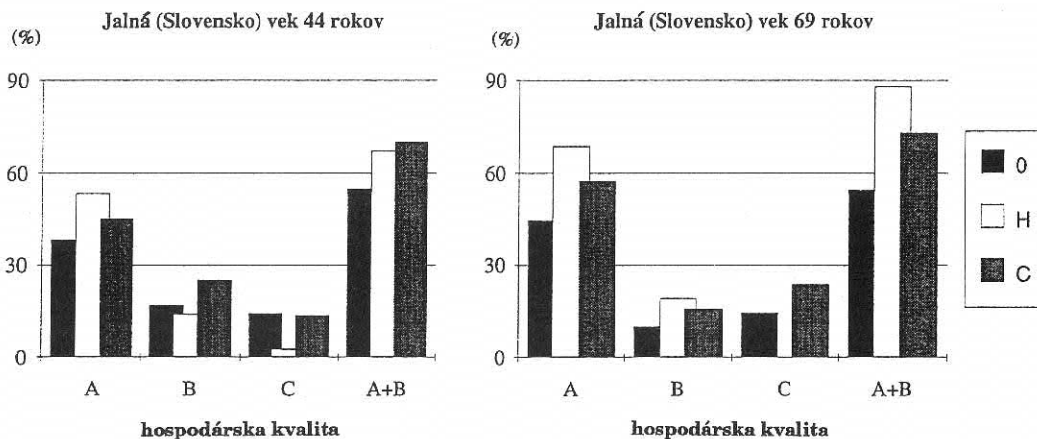 Jalná (Slovensko) vek 44 rokov
(%)
90
60
30
0
A B C A+B
hospodárska kvalita
Jalná (Slovensko) vek 69 rokov
(%)
90
60
30
0
A B C A+B
hospodárska kvalita
0
H
C